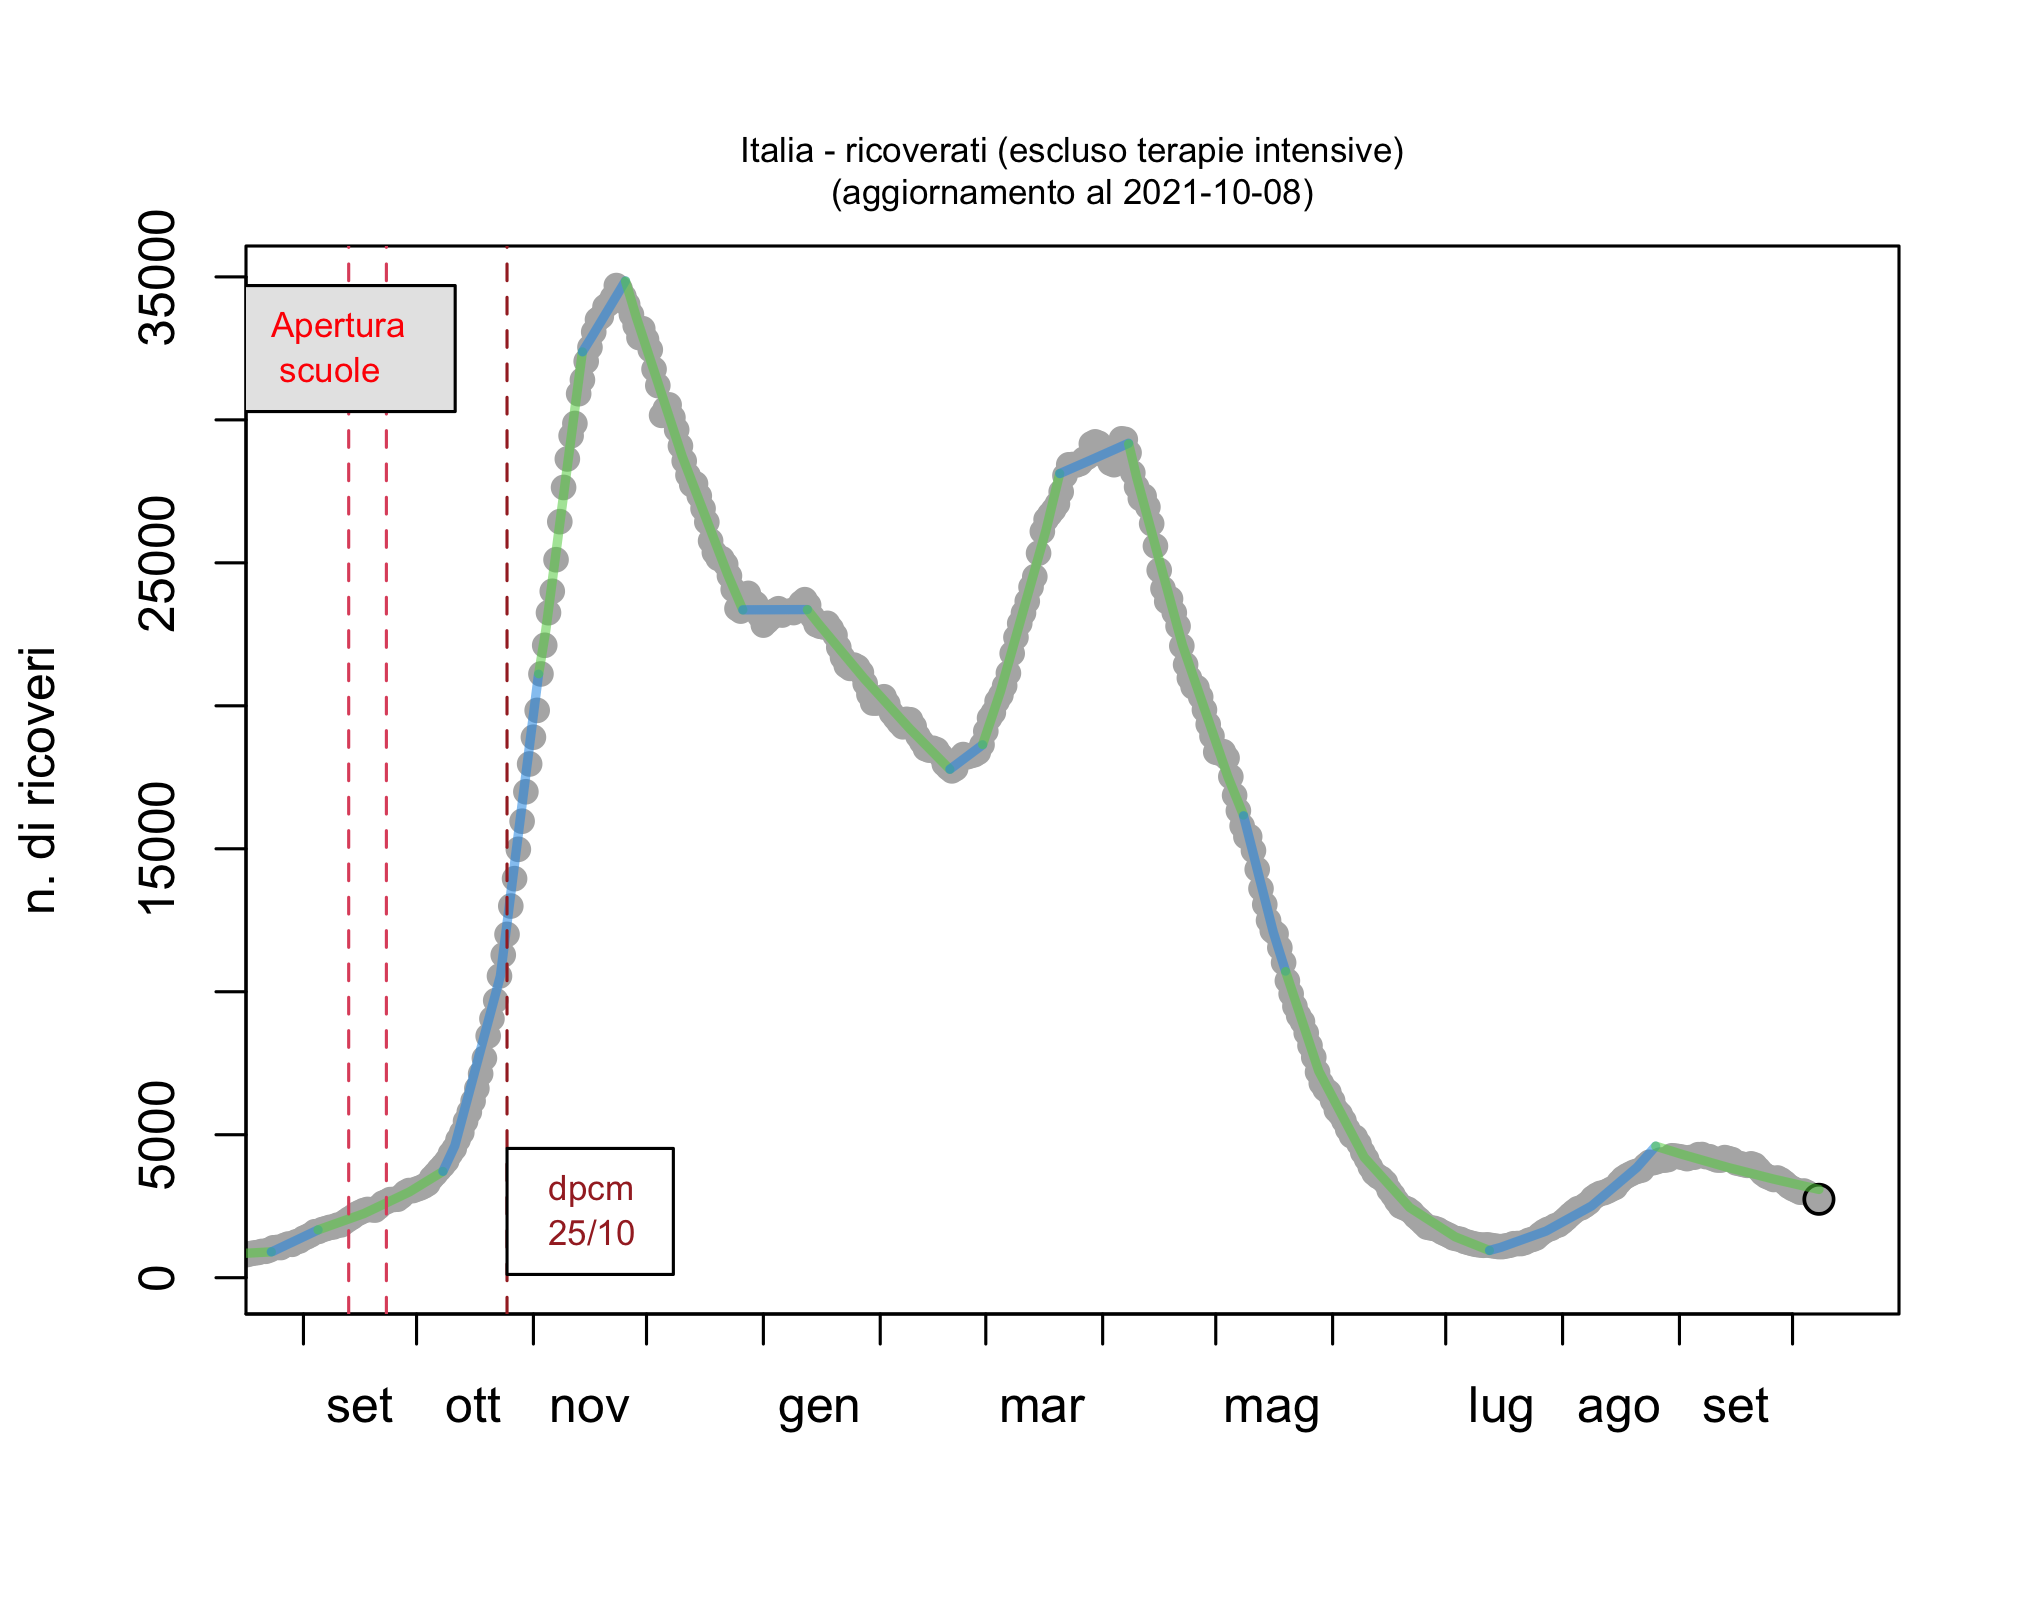 Italia - ricoverati (escluso terapie intensive)
(aggiornamento al 2021-10-08)
n. di ricoveri
35000
25000
15000
5000
0
Apertura
scuole
dpcm
25/10
set ott nov gen mar mag lug ago set